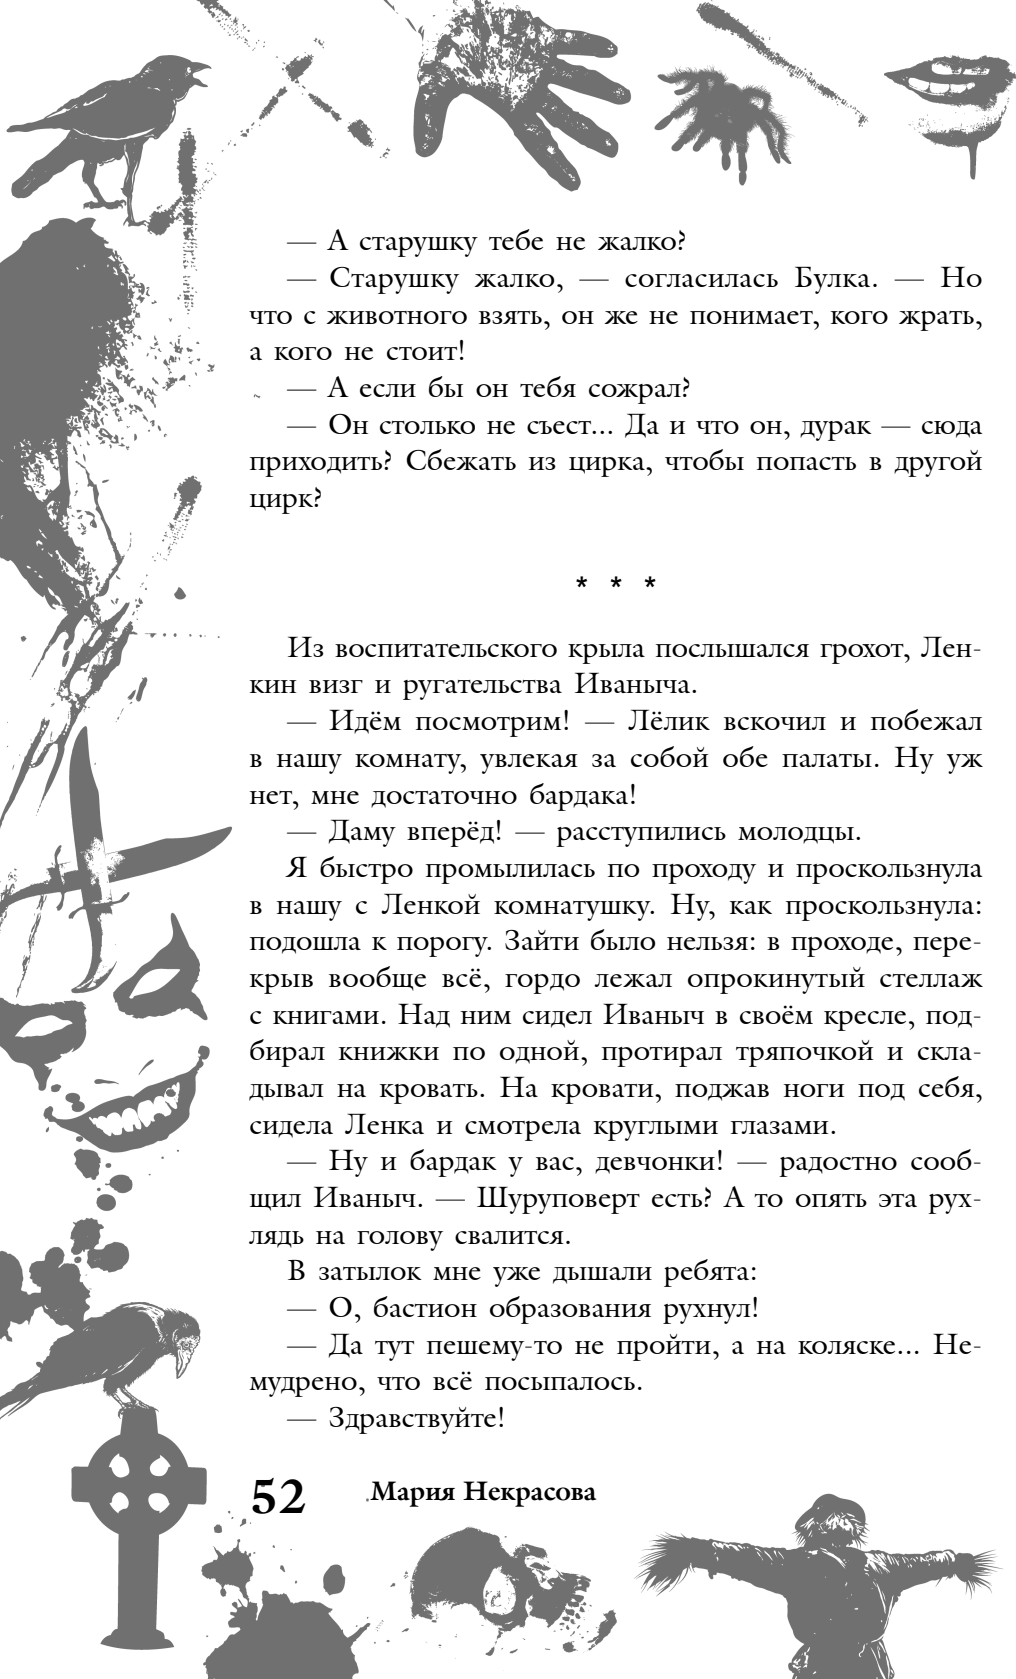 — А старушку тебе не жалко?
— Старушку жалко, — согласилась Булка. — Но
что с животного взять, он же не понимает, кого жрать,
а кого не стоит!
— А если бы он тебя сожрал?
— Он столько не съест... Да и что он, дурак — сюда
приходить? Сбежать из цирка, чтобы попасть в другой
цирк?
* * *
Из воспитательского крыла послышался грохот, Лен-
кин визг и ругательства Иваныча.
— Идём посмотрим! — Лёлик вскочил и побежал
в нашу комнату, увлекая за собой обе палаты. Ну уж
нет, мне достаточно бардака!
— Даму вперёд! — расступились молодцы.
Я быстро промылилась по проходу и проскользнула
в нашу с Ленкой комнатушку. Ну, как проскользнула:
подошла к порогу. Зайти было нельзя: в проходе, пере-
крыв вообще всё, гордо лежал опрокинутый стеллаж
с книгами. Над ним сидел Иваныч в своём кресле, под-
бирал книжки по одной, протирал тряпочкой и скла-
дывал на кровать. На кровати, поджав ноги под себя,
сидела Ленка и смотрела круглыми глазами.
— Ну и бардак у вас, девчонки! — радостно сооб-
щил Иваныч. — Шуруповерт есть? А то опять эта рух-
лядь на голову свалится.
В затылок мне уже дышали ребята:
— О, бастион образования рухнул!
— Да тут пешему-то не пройти, а на коляске... Не-
мудрено, что всё посыпалось.
— Здравствуйте!
52 Мария Некрасова